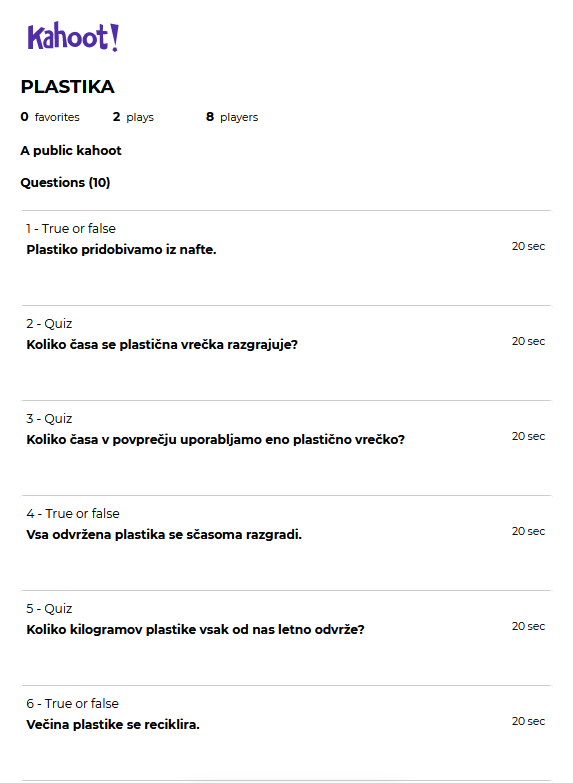 Kahoot!
PLASTIKA
0 favorites 2 plays 8 players
A public kahoot
Questions (10)
1 - True or false
Plastiko pridobivamo iz nafte.
20 sec
2 - Quiz
Koliko časa se plastična vrečka razgrajuje?
20 sec
3 - Quiz
Koliko časa v povprečju uporabljamo eno plastično vrečko?
20 sec
4 - True or false
Vsa odvržena plastika se sčasoma razgradi.
20 sec
5 - Quiz
Koliko kilogramov plastike vsak od nas letno odvrže?
20 sec
6 - True or false
Večina plastike se reciklira.
20 sec